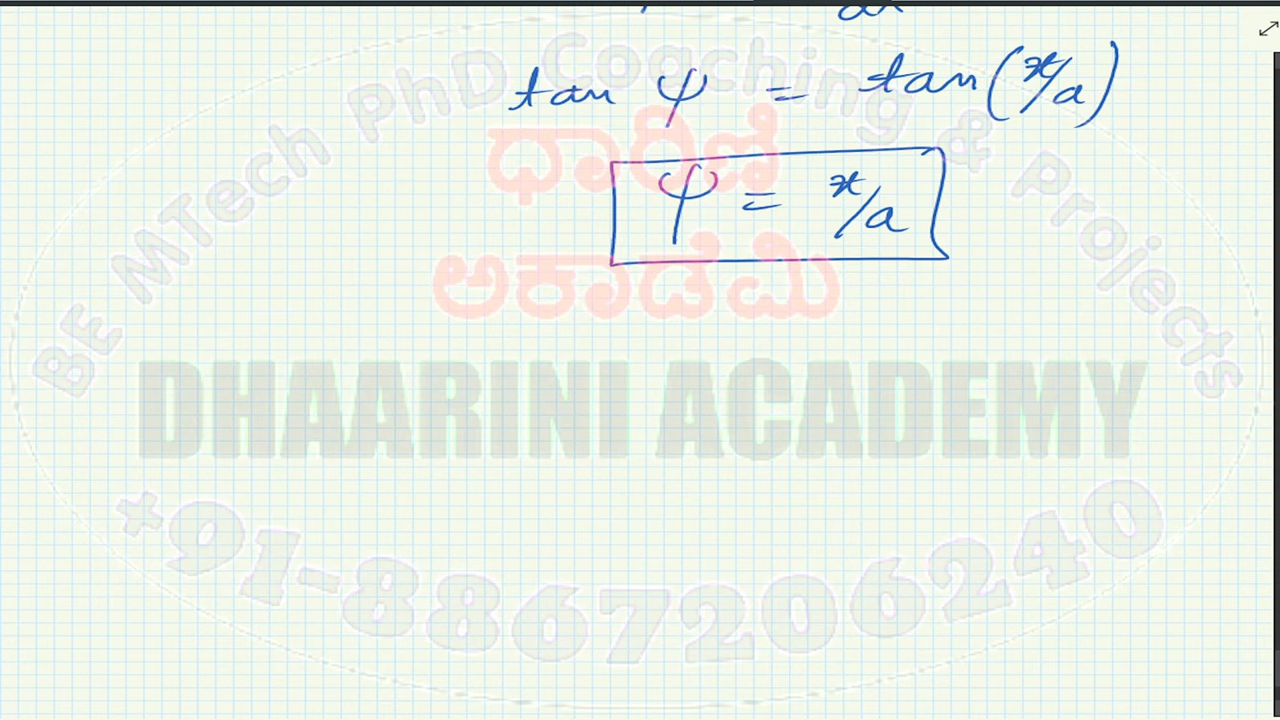 tan ψ = tan(x/a)
ψ = x/a
BE MTech PhD Coaching & Projects
ಧಾರಿಣಿ
ಅಕಾಡೆಮಿ
DHAARINI ACADEMY
+91-8867206240